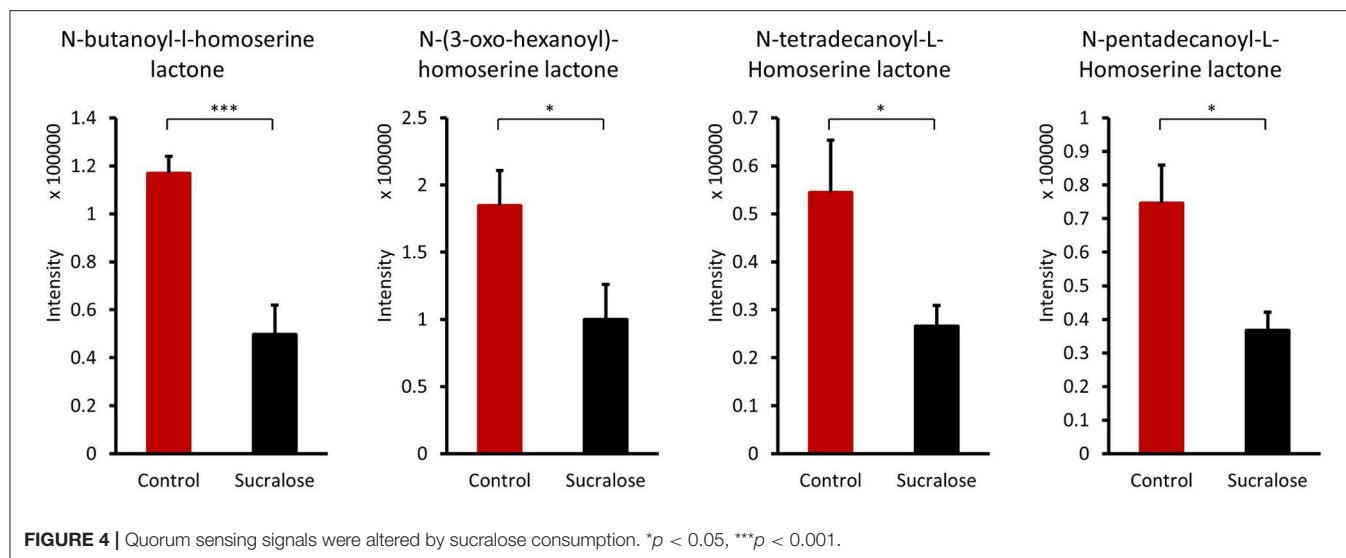 N-butanoyl-l-homoserine
lactone
***
x 100000
Intensity
1.4
1.2
1
0.8
0.6
0.4
0.2
0
Control Sucralose
N-(3-oxo-hexanoyl)-
homoserine lactone
*
x 100000
Intensity
2.5
2
1.5
1
0.5
0
Control Sucralose
N-tetradecanoyl-L-
Homoserine lactone
*
x 100000
Intensity
0.7
0.6
0.5
0.4
0.3
0.2
0.1
0
Control Sucralose
N-pentadecanoyl-L-
Homoserine lactone
*
x 100000
Intensity
1
0.9
0.8
0.7
0.6
0.5
0.4
0.3
0.2
0.1
0
Control Sucralose
FIGURE 4 | Quorum sensing signals were altered by sucralose consumption. *p < 0.05, ***p < 0.001.